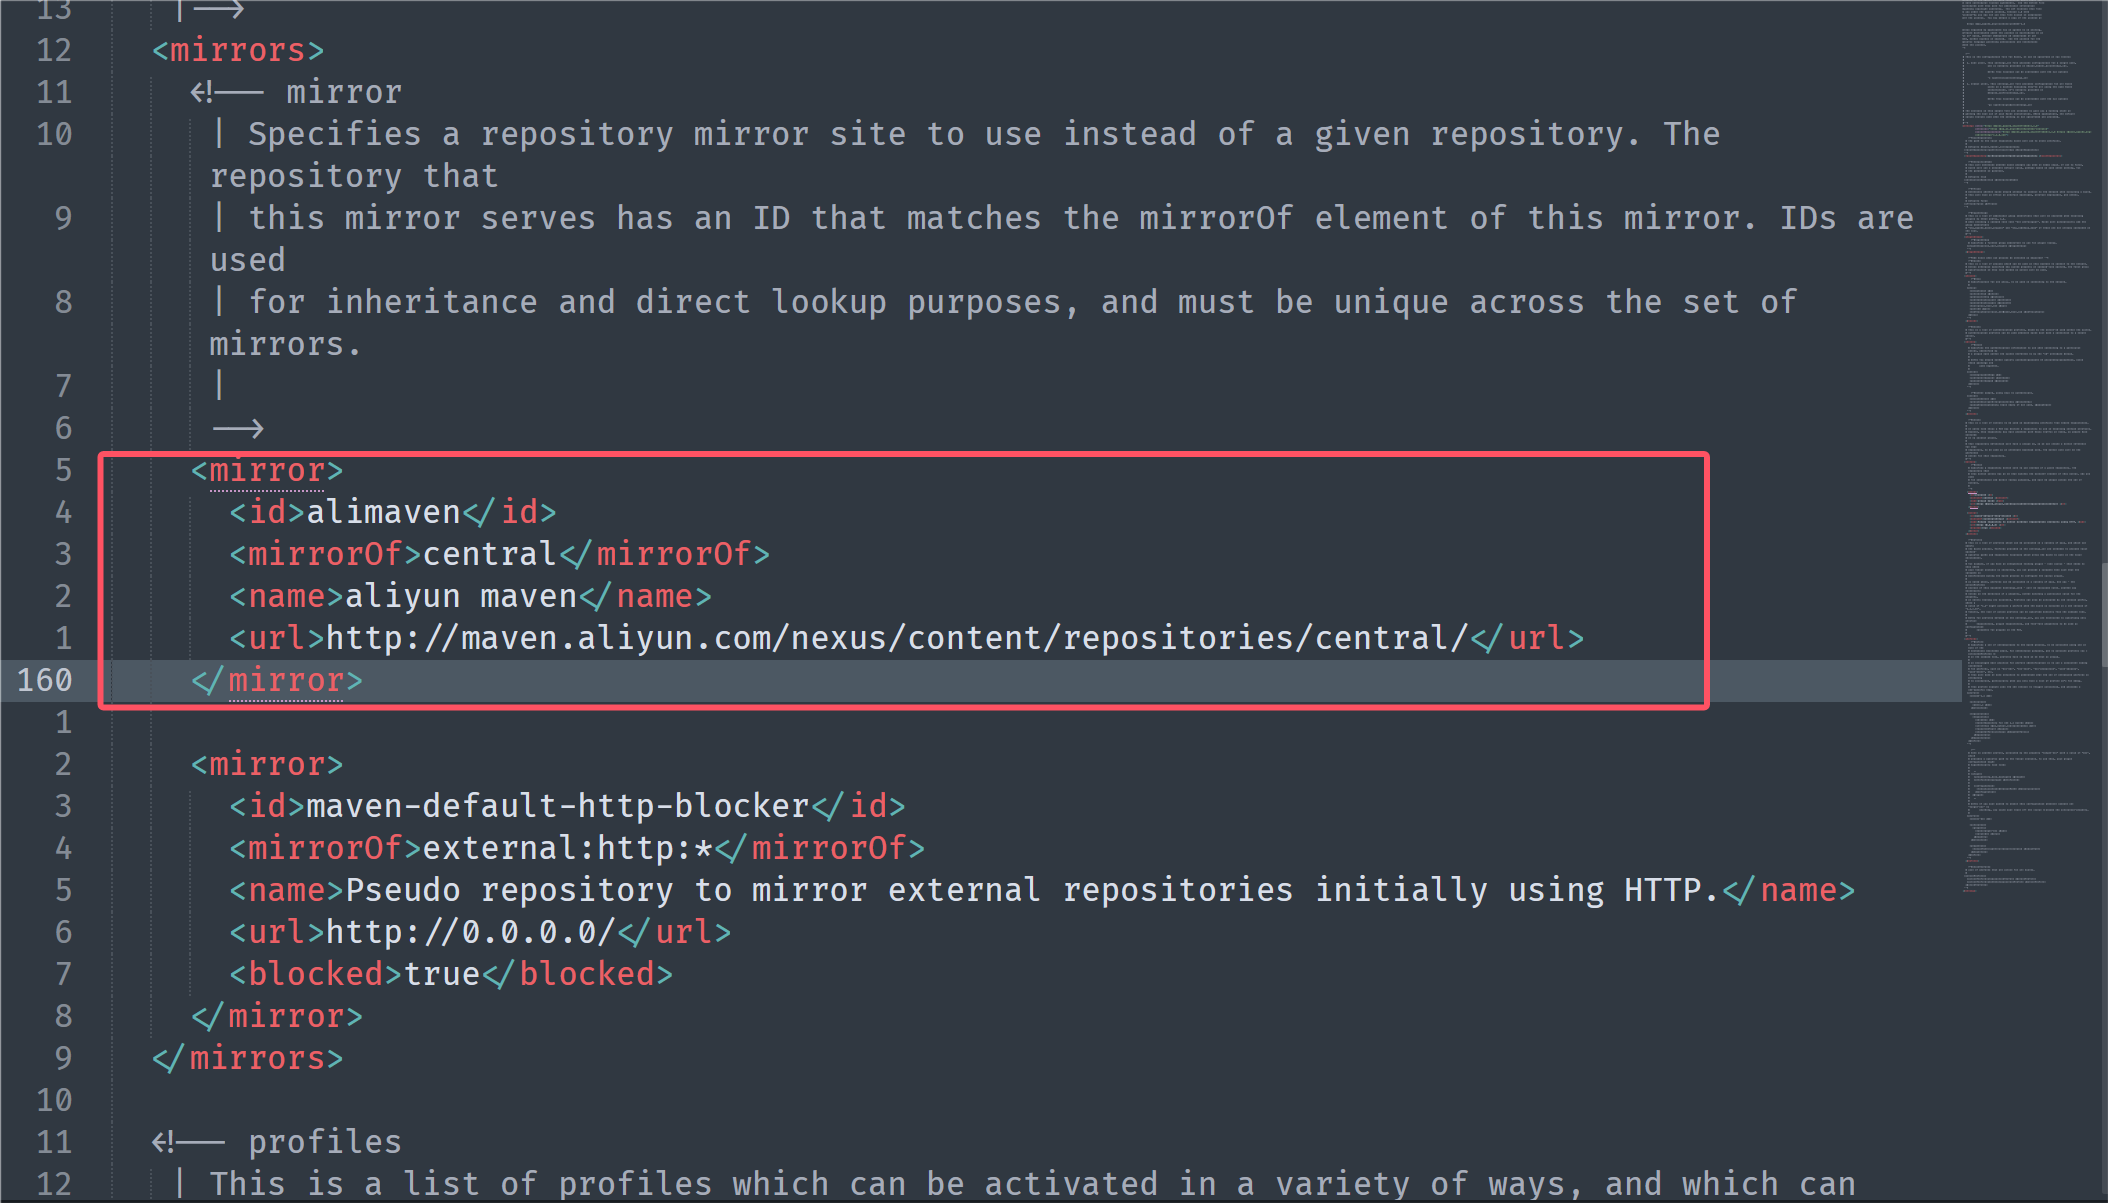 13 |-->
12 <mirrors>
11 <!-- mirror
10 | Specifies a repository mirror site to use instead of a given repository. The
repository that
9 | this mirror serves has an ID that matches the mirrorOf element of this mirror. IDs are
used
8 | for inheritance and direct lookup purposes, and must be unique across the set of
mirrors.
7 |
6 -->
5 <mirror>
4 <id>alimaven</id>
3 <mirrorOf>central</mirrorOf>
2 <name>aliyun maven</name>
1 <url>http://maven.aliyun.com/nexus/content/repositories/central/</url>
160 </mirror>
1
2 <mirror>
3 <id>maven-default-http-blocker</id>
4 <mirrorOf>external:http:*</mirrorOf>
5 <name>Pseudo repository to mirror external repositories initially using HTTP.</name>
6 <url>http://0.0.0.0/</url>
7 <blocked>true</blocked>
8 </mirror>
9 </mirrors>
10
11 <!-- profiles
12 | This is a list of profiles which can be activated in a variety of ways, and which can